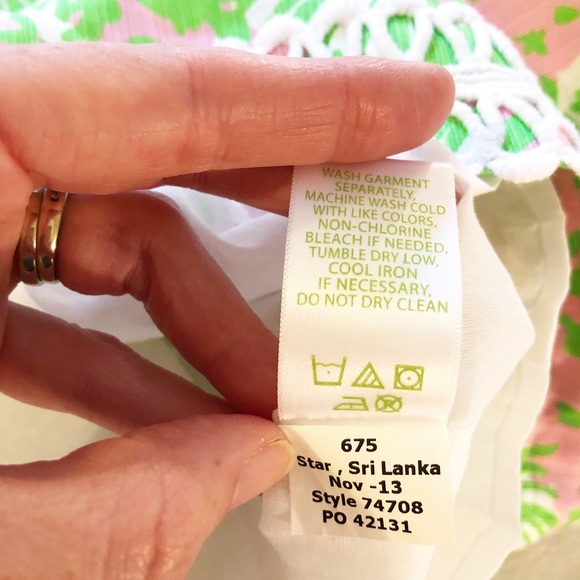 WASH GARMENT
SEPARATELY,
MACHINE WASH COLD
WITH LIKE COLORS,
NON-CHLORINE
BLEACH IF NEEDED,
TUMBLE DRY LOW,
COOL IRON
IF NECESSARY,
DO NOT DRY CLEAN
675
Star , Sri Lanka
Nov -13
Style 74708
PO 42131